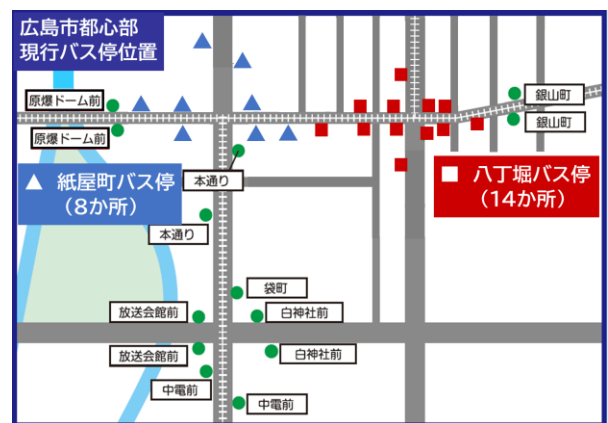 広島市都心部
現行バス停位置
原爆ドーム前
銀山町
原爆ドーム前
銀山町
▲ 紙屋町バス停
（8か所）
■ 八丁堀バス停
（14か所）
本通り
本通り
袋町
放送会館前
白神社前
放送会館前
白神社前
中電前
中電前